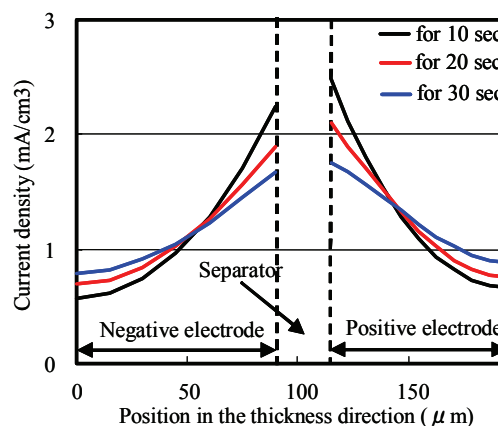 3
for 10 sec
for 20 sec
for 30 sec
2
Current density (mA/cm3)
1
Separator
Negative electrode
Positive electrode
0
0
50
100
150
Position in the thickness direction ( μ m)